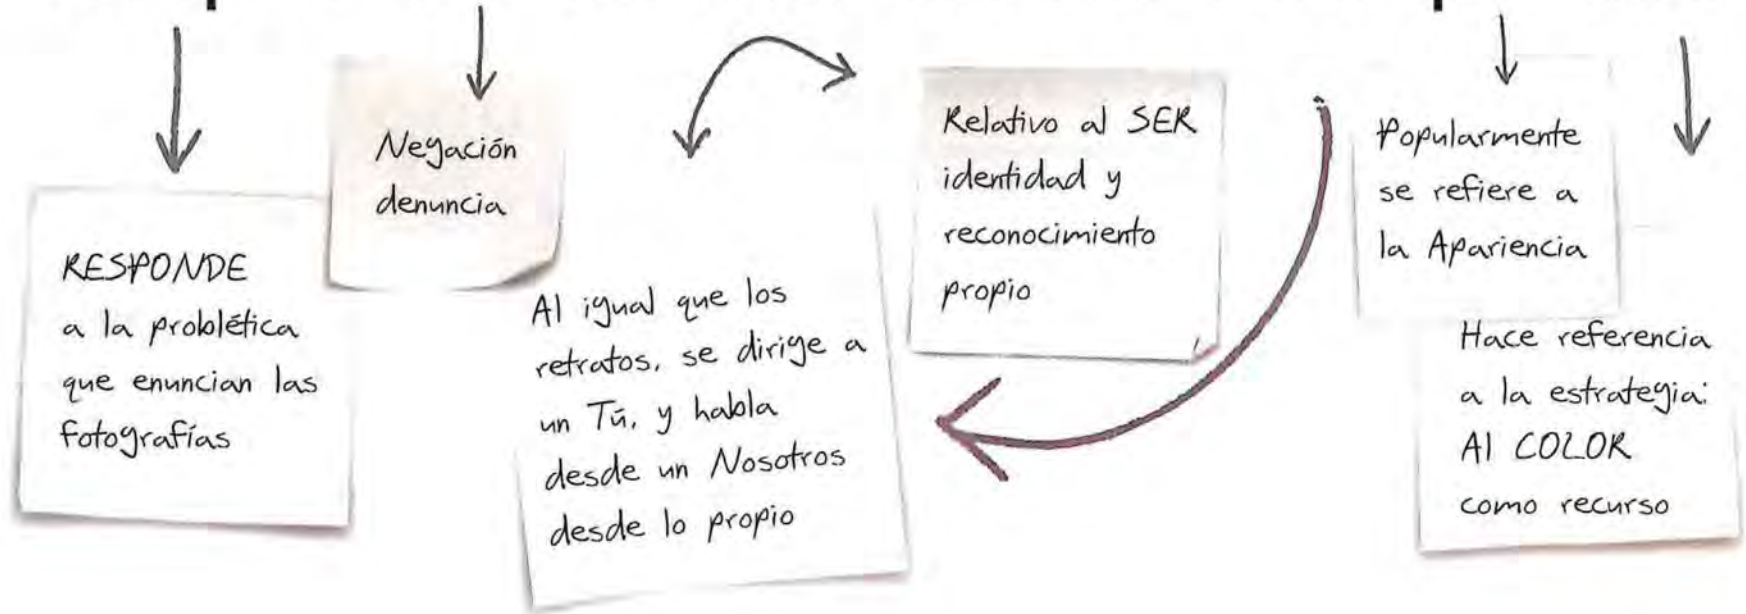 RESPONDE
a la problética
que enuncian las
fotografías
Negación
denuncia
Al igual que los
retratos, se dirige a
un Tú, y habla
desde un Nosotros
desde lo propio
Relativo al SER
identidad y
reconocimiento
propio
Popularmente
se refiere a
la Apariencia
Hace referencia
a la estrategia:
Al COLOR
como recurso